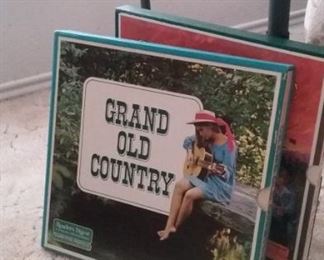 GRAND
OLD
COUNTRY
Reader's Digest